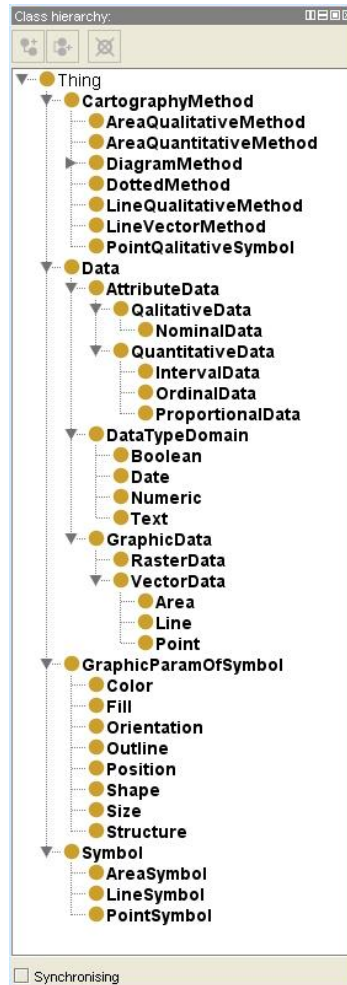 Class hierarchy:
Thing
CartographyMethod
AreaQualitativeMethod
AreaQuantitativeMethod
DiagramMethod
DottedMethod
LineQualitativeMethod
LineVectorMethod
PointQalitativeSymbol
Data
AttributeData
QalitativeData
NominalData
QuantitativeData
IntervalData
OrdinalData
ProportionalData
DataTypeDomain
Boolean
Date
Numeric
Text
GraphicData
RasterData
VectorData
Area
Line
Point
GraphicParamOfSymbol
Color
Fill
Orientation
Outline
Position
Shape
Size
Structure
Symbol
AreaSymbol
LineSymbol
PointSymbol
Synchronising